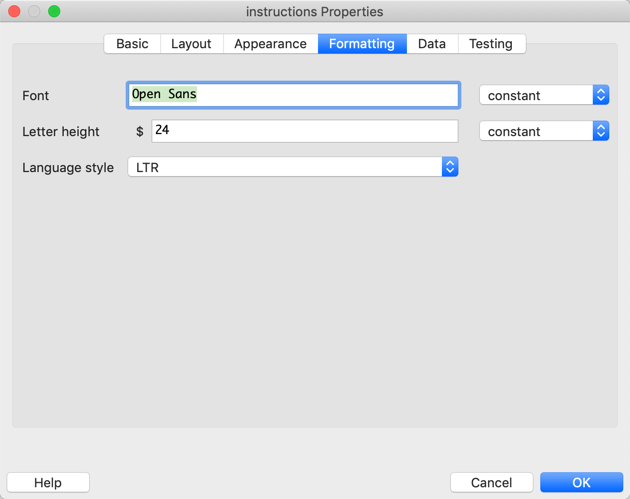 instructions Properties
Basic Layout Appearance Formatting Data Testing
Font Open Sans constant
Letter height $ 24 constant
Language style LTR
Help Cancel OK